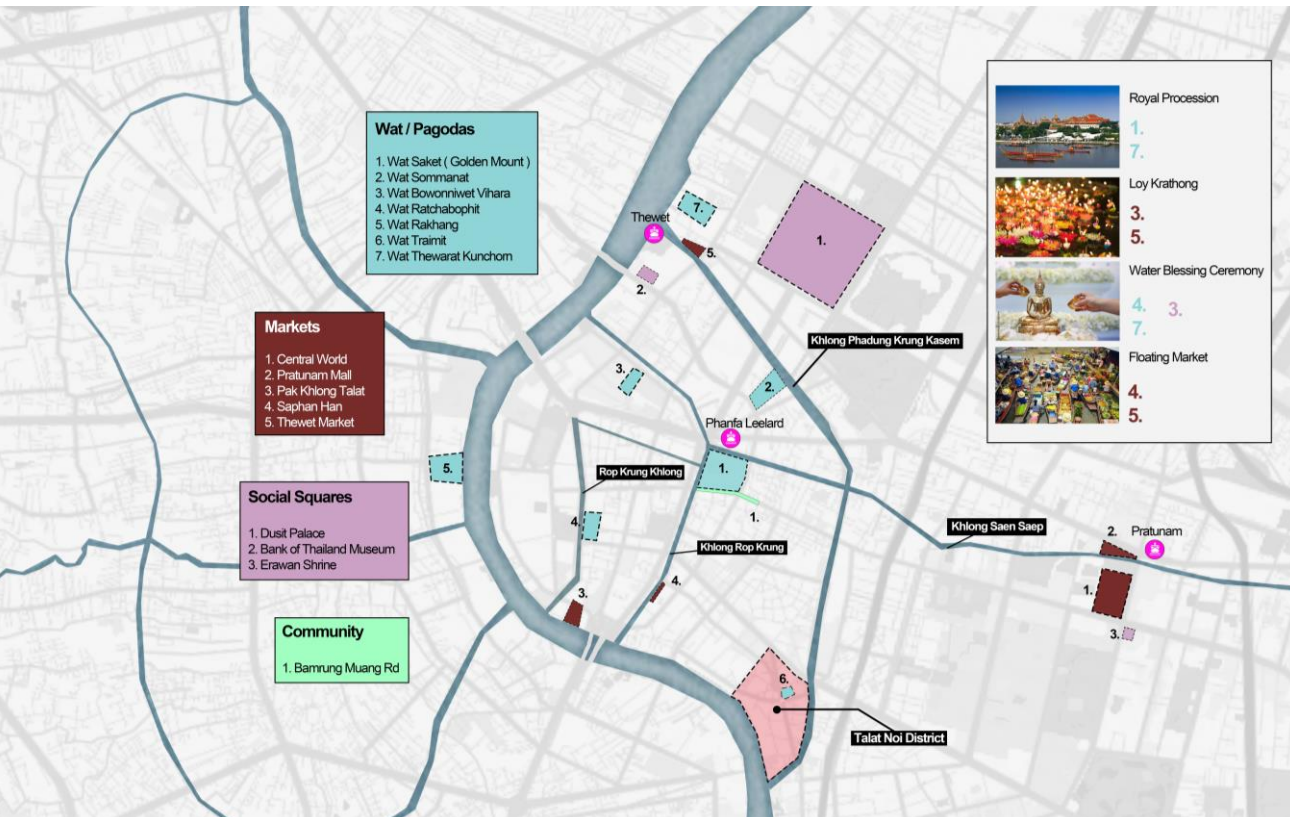 Wat / Pagodas
1. Wat Saket ( Golden Mount )
2. Wat Sommanat
3. Wat Bowonniwet Vihara
4. Wat Ratchabophit
5. Wat Rakhang
6. Wat Traimit
7. Wat Thewarat Kunchorn
Markets
1. Central World
2. Pratunam Mall
3. Pak Khlong Talat
4. Saphan Han
5. Thewet Market
Social Squares
1. Dusit Palace
2. Bank of Thailand Museum
3. Erawan Shrine
Community
1. Bamrung Muang Rd
Thewet
7.
5.
2.
1.
3.
2.
Khlong Phadung Krung Kasem
Phanfa Leelard
1.
1.
Rop Krung Khlong
5.
4.
Khlong Rop Krung
4.
3.
Khlong Saen Saep
2.
Pratunam
1.
3.
6.
Talat Noi District
Royal Procession
1.
7.
Loy Krathong
3.
5.
Water Blessing Ceremony
4. 3.
7.
Floating Market
4.
5.